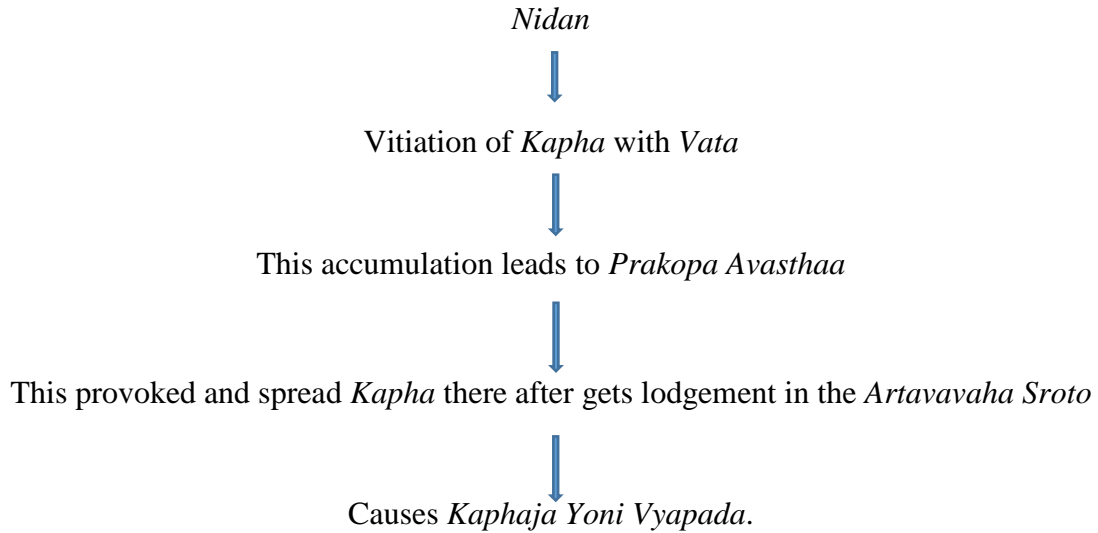 Nidan
Vitiation of Kapha with Vata
This accumulation leads to Prakopa Avasthaa
This provoked and spread Kapha there after gets lodgement in the Artavavaha Sroto
Causes Kaphaja Yoni Vyapada.